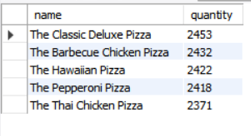 name quantity
The Classic Deluxe Pizza 2453
The Barbecue Chicken Pizza 2432
The Hawaiian Pizza 2422
The Pepperoni Pizza 2418
The Thai Chicken Pizza 2371